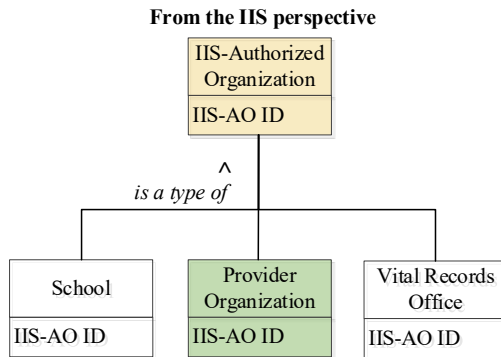 From the IIS perspective
IIS-Authorized
Organization
IIS-AO ID
^
is a type of
School
IIS-AO ID
Provider
Organization
IIS-AO ID
Vital Records
Office
IIS-AO ID